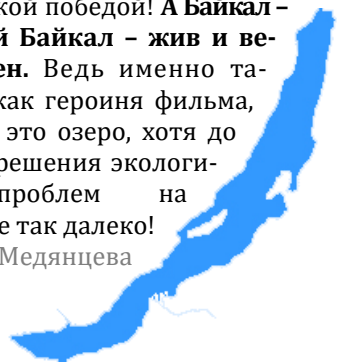 кой победой! А Байкал –
й Байкал – жив и ве-
ен. Ведь именно та-
как героиня фильма,
это озеро, хотя до
решения экологи-
проблем на
е так далеко!
Медянцева